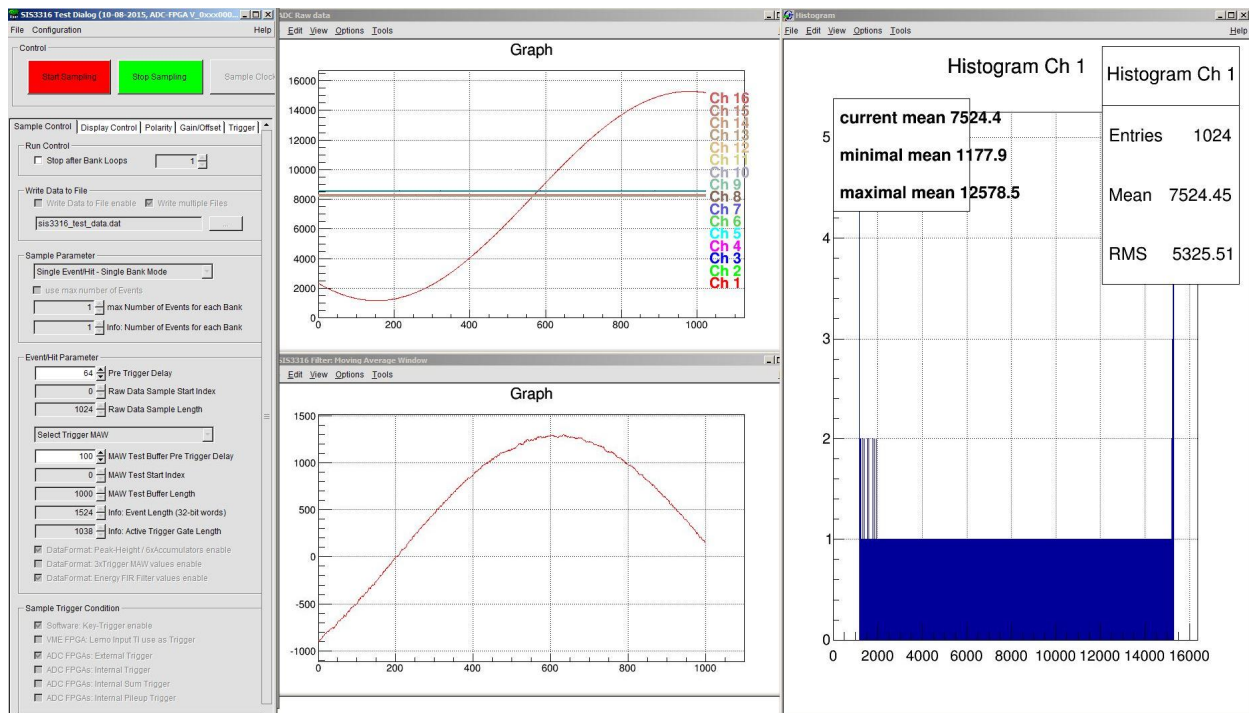 SIS3316 Test Dialog (10-08-2015, ADC-FPGA V_0xxx000...
File Configuration Help
Control
Start Sampling Stop Sampling Sample Clock
Sample Control Display Control Polarity Gain/Offset Trigger
Run Control
Stop after Bank Loops 1
Write Data to File
Write Data to File enable Write multiple Files
sis3316_test_data.dat ...
Sample Parameter
Single Event/Hit - Single Bank Mode
use max number of Events
1 max Number of Events for each Bank
1 Info: Number of Events for each Bank
Event/Hit Parameter
64 Pre Trigger Delay
0 Raw Data Sample Start Index
1024 Raw Data Sample Length
Select Trigger MAW
100 MAW Test Buffer Pre Trigger Delay
0 MAW Test Start Index
1000 MAW Test Buffer Length
1524 Info: Event Length (32-bit words)
1038 Info: Active Trigger Gate Length
DataFormat: Peak-Height / 6xAccumulators enable
DataFormat: 3xTrigger MAW values enable
DataFormat: Energy FIR Filter values enable
Sample Trigger Condition
Software: Key-Trigger enable
VME FPGA: Lemo Input TI use as Trigger
ADC FPGAs: External Trigger
ADC FPGAs: Internal Trigger
ADC FPGAs: Internal Sum Trigger
ADC FPGAs: Internal Pileup Trigger
ADC Raw data
Edit View Options Tools
Graph
16000
14000
12000
10000
8000
6000
4000
2000
0
0 200 400 600 800 1000
Ch 16
Ch 15
Ch 14
Ch 13
Ch 12
Ch 11
Ch 10
Ch 9
Ch 8
Ch 7
Ch 6
Ch 5
Ch 4
Ch 3
Ch 2
Ch 1
SIS3316 Filter: Moving Average Window
Edit View Options Tools
Graph
1500
1000
500
0
-500
-1000
0 200 400 600 800 1000
Histogram
File Edit View Options Tools Help
Histogram Ch 1
current mean 7524.4
minimal mean 1177.9
maximal mean 12578.5
Histogram Ch 1
Entries 1024
Mean 7524.45
RMS 5325.51
5
4
3
2
1
0
0 2000 4000 6000 8000 10000 12000 14000 16000